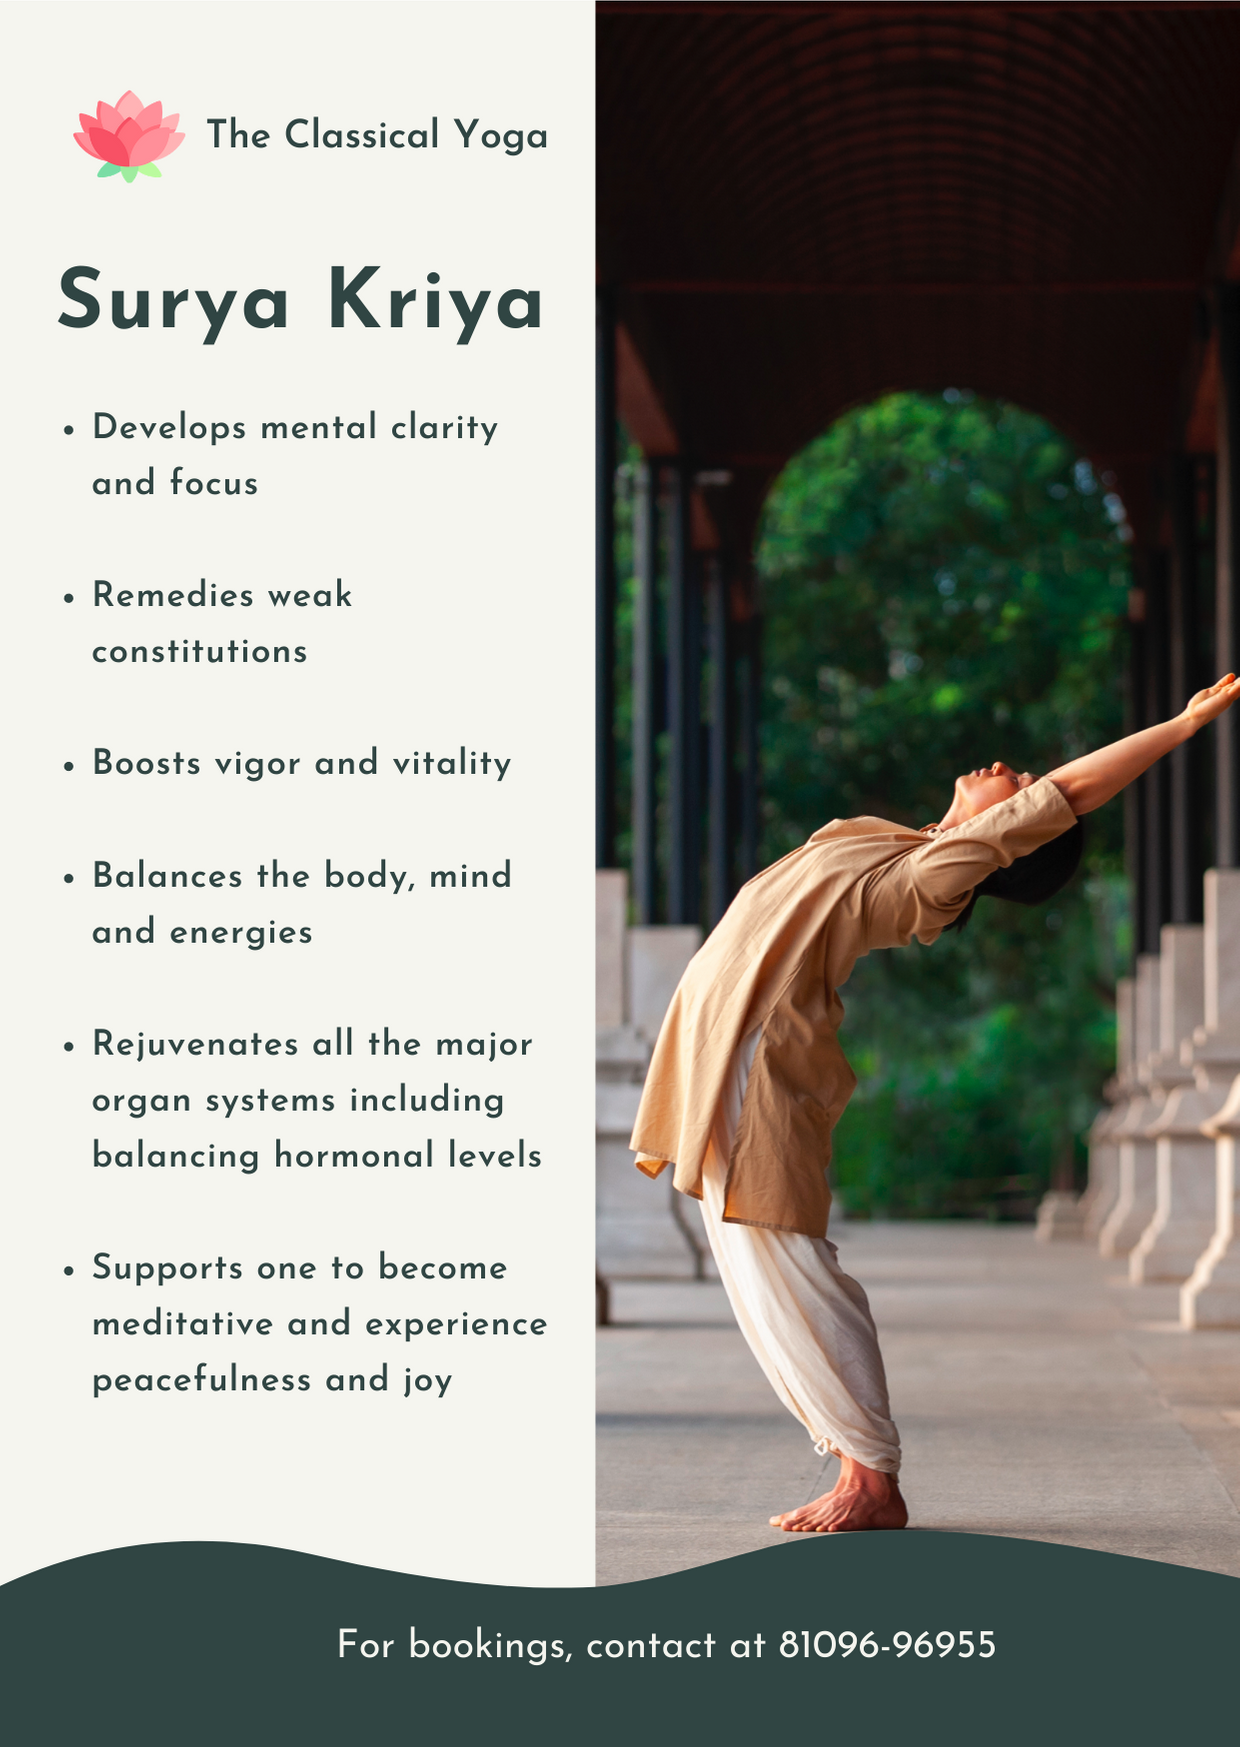 The Classical Yoga
Surya Kriya
• Develops mental clarity
and focus
• Remedies weak
constitutions
• Boosts vigor and vitality
• Balances the body, mind
and energies
• Rejuvenates all the major
organ systems including
balancing hormonal levels
• Supports one to become
meditative and experience
peacefulness and joy
For bookings, contact at 81096-96955